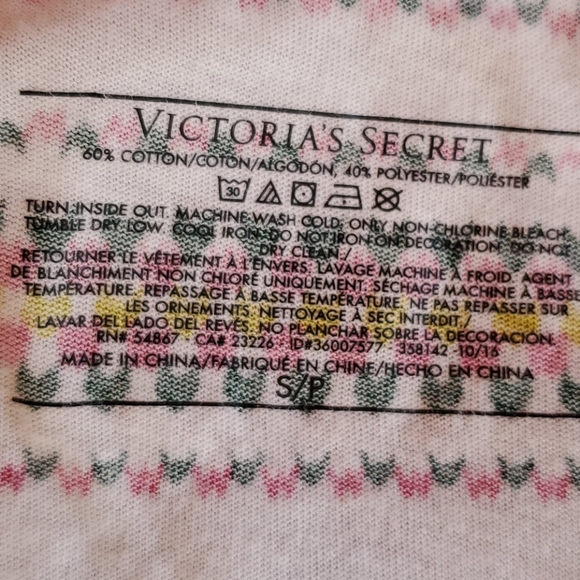 VICTORIA'S SECRET
60% COTTON/COTON/ALGODÓN, 40% POLYESTER/POLIÉSTER
30
TURN INSIDE OUT. MACHINE WASH COLD. ONLY NON-CHLORINE BLEACH.
TUMBLE DRY LOW. COOL IRON. DO NOT IRON ON DECORATION. DO NOT
DRY CLEAN./
RETOURNER LE VÊTEMENT À L'ENVERS. LAVAGE MACHINE À FROID. AGENT
DE BLANCHIMENT NON CHLORÉ UNIQUEMENT. SÉCHAGE MACHINE À BASSE
TEMPÉRATURE. REPASSAGE À BASSE TEMPÉRATURE. NE PAS REPASSER SUR
LES ORNEMENTS. NETTOYAGE À SEC INTERDIT./
LAVAR DEL LADO DEL REVÉS. NO PLANCHAR SOBRE LA DECORACIÓN.
RN# 54867 · CA# 23226 · ID#36007577 · 358142 · 10/16
MADE IN CHINA/FABRIQUÉ EN CHINE/HECHO EN CHINA
S/P